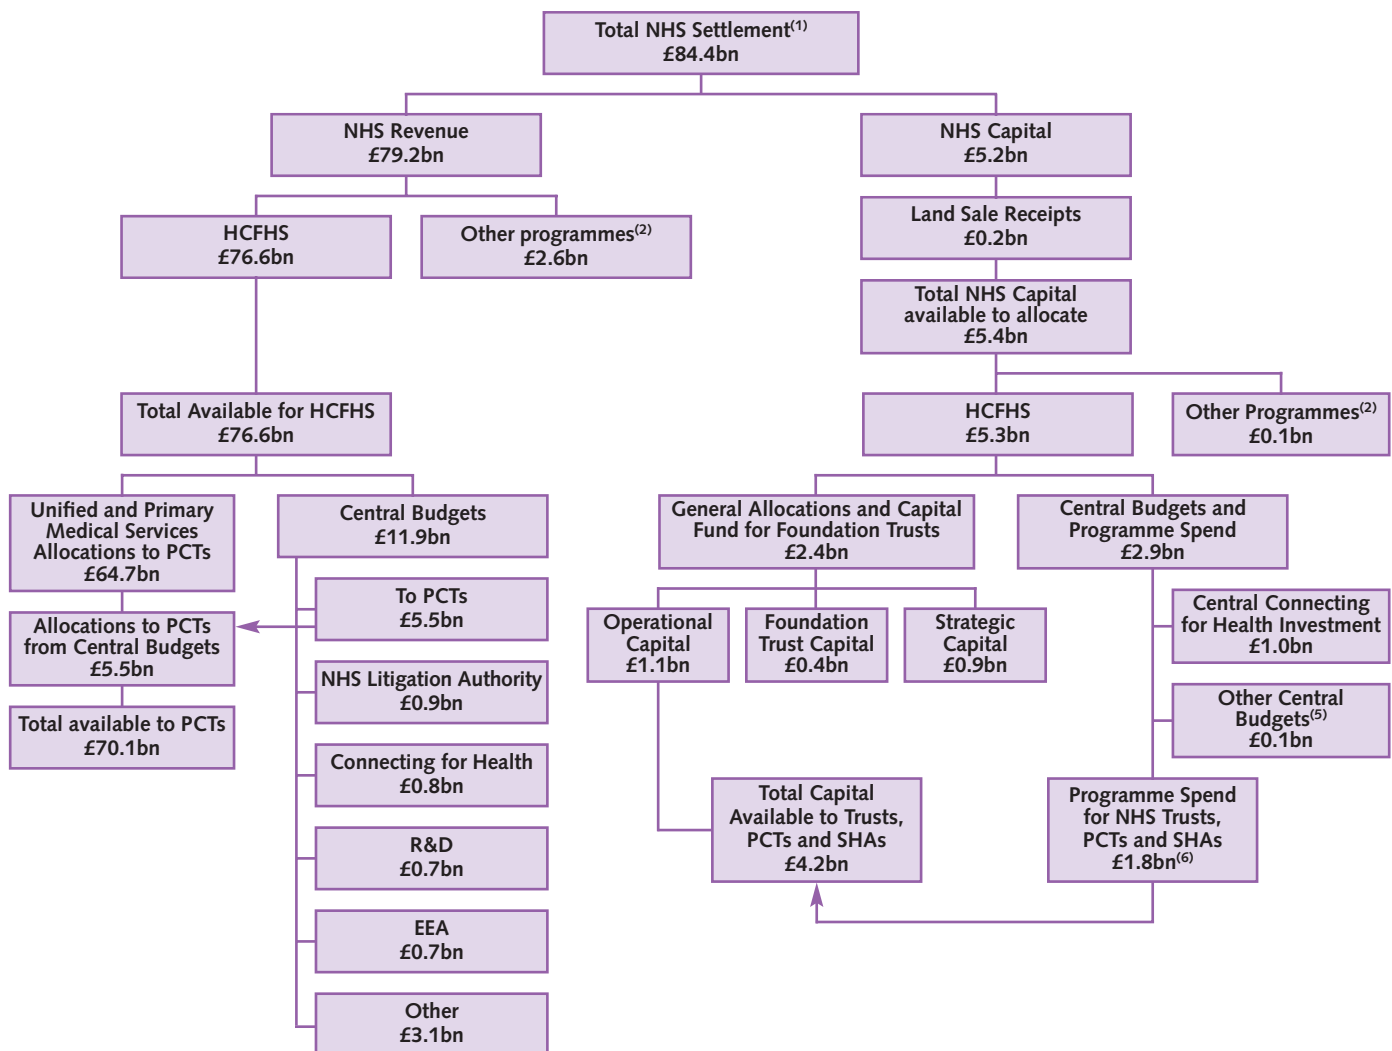 Total NHS Settlement(1)
£84.4bn
NHS Revenue
£79.2bn
NHS Capital
£5.2bn
HCFHS
£76.6bn
Other programmes(2)
£2.6bn
Land Sale Receipts
£0.2bn
Total NHS Capital
available to allocate
£5.4bn
Total Available for HCFHS
£76.6bn
HCFHS
£5.3bn
Other Programmes(2)
£0.1bn
Unified and Primary
Medical Services
Allocations to PCTs
£64.7bn
Central Budgets
£11.9bn
General Allocations and Capital
Fund for Foundation Trusts
£2.4bn
Central Budgets and
Programme Spend
£2.9bn
Allocations to PCTs
from Central Budgets
£5.5bn
To PCTs
£5.5bn
Operational
Capital
£1.1bn
Foundation
Trust Capital
£0.4bn
Strategic
Capital
£0.9bn
Central Connecting
for Health Investment
£1.0bn
Total available to PCTs
£70.1bn
NHS Litigation Authority
£0.9bn
Other Central
Budgets(5)
£0.1bn
Connecting for Health
£0.8bn
Total Capital
Available to Trusts,
PCTs and SHAs
£4.2bn
Programme Spend
for NHS Trusts,
PCTs and SHAs
£1.8bn(6)
R&D
£0.7bn
EEA
£0.7bn
Other
£3.1bn